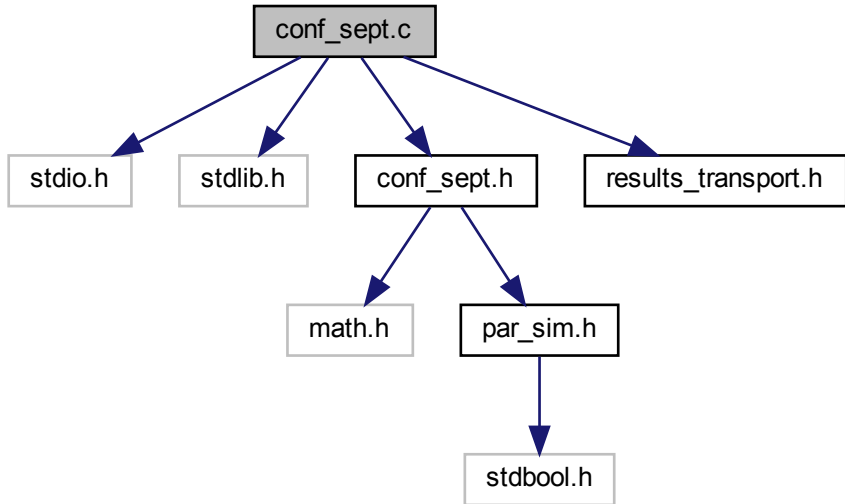 conf_sept.c
stdio.h
stdlib.h
conf_sept.h
results_transport.h
math.h
par_sim.h
stdbool.h